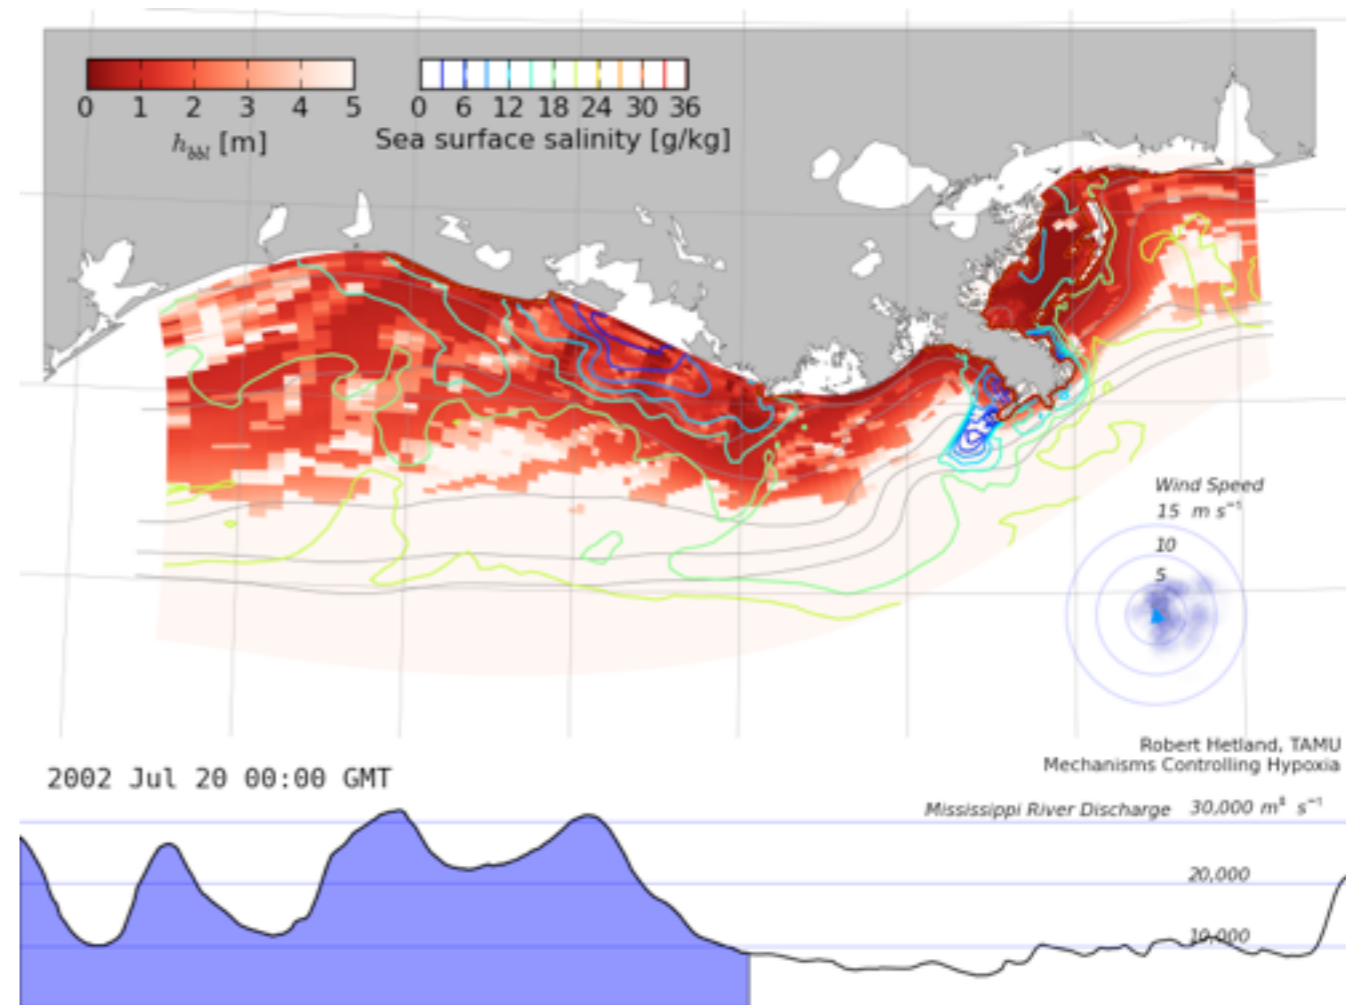 0 1 2 3 4 5
h_bbl [m]
0 6 12 18 24 30 36
Sea surface salinity [g/kg]
Wind Speed
15 m s⁻¹
10
5
Robert Hetland, TAMU
Mechanisms Controlling Hypoxia
2002 Jul 20 00:00 GMT
Mississippi River Discharge 30,000 m³ s⁻¹
20,000
10,000